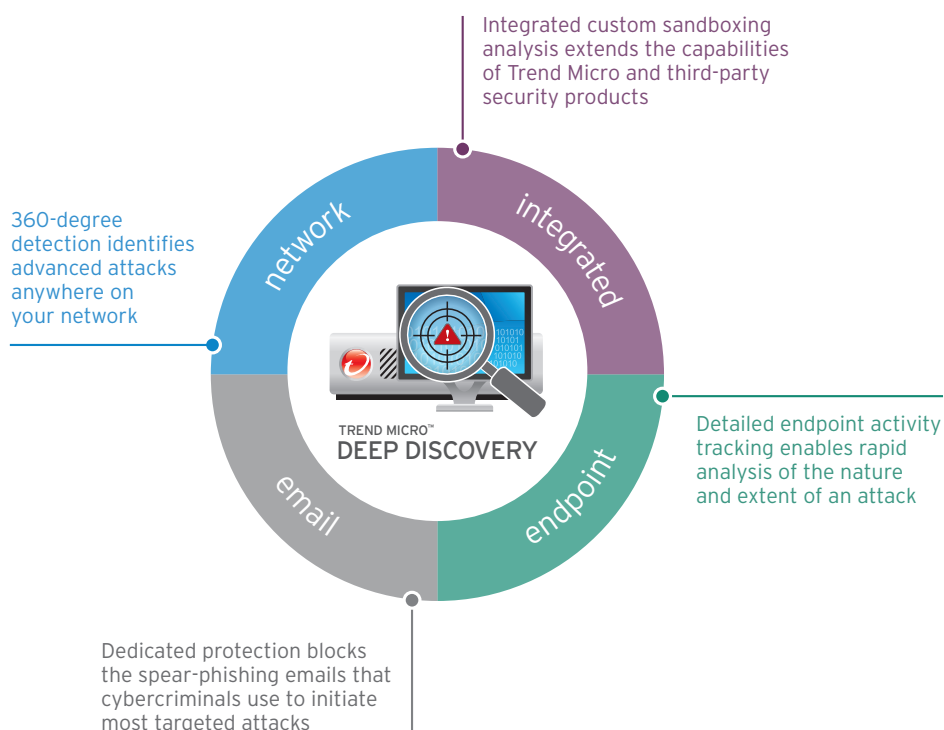 Integrated custom sandboxing
analysis extends the capabilities
of Trend Micro and third-party
security products
network
integrated
360-degree
detection identifies
advanced attacks
anywhere on
your network
TREND MICRO™
DEEP DISCOVERY
Detailed endpoint activity
tracking enables rapid
analysis of the nature
and extent of an attack
email
endpoint
Dedicated protection blocks
the spear-phishing emails that
cybercriminals use to initiate
most targeted attacks